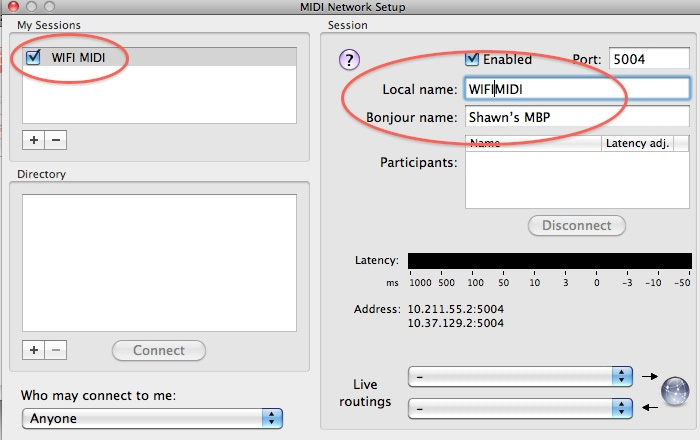 MIDI Network Setup
My Sessions
WIFI MIDI
+ −
Directory
+ −
Connect
Who may connect to me:
Anyone
Session
?
Enabled
Port: 5004
Local name: WIFIMIDI
Bonjour name: Shawn's MBP
Participants:
Name Latency adj.
Disconnect
Latency:
ms 1000 500 100 50 10 3 0 -3 -10 -50
Address: 10.211.55.2:5004
10.37.129.2:5004
Live
routings
–
–